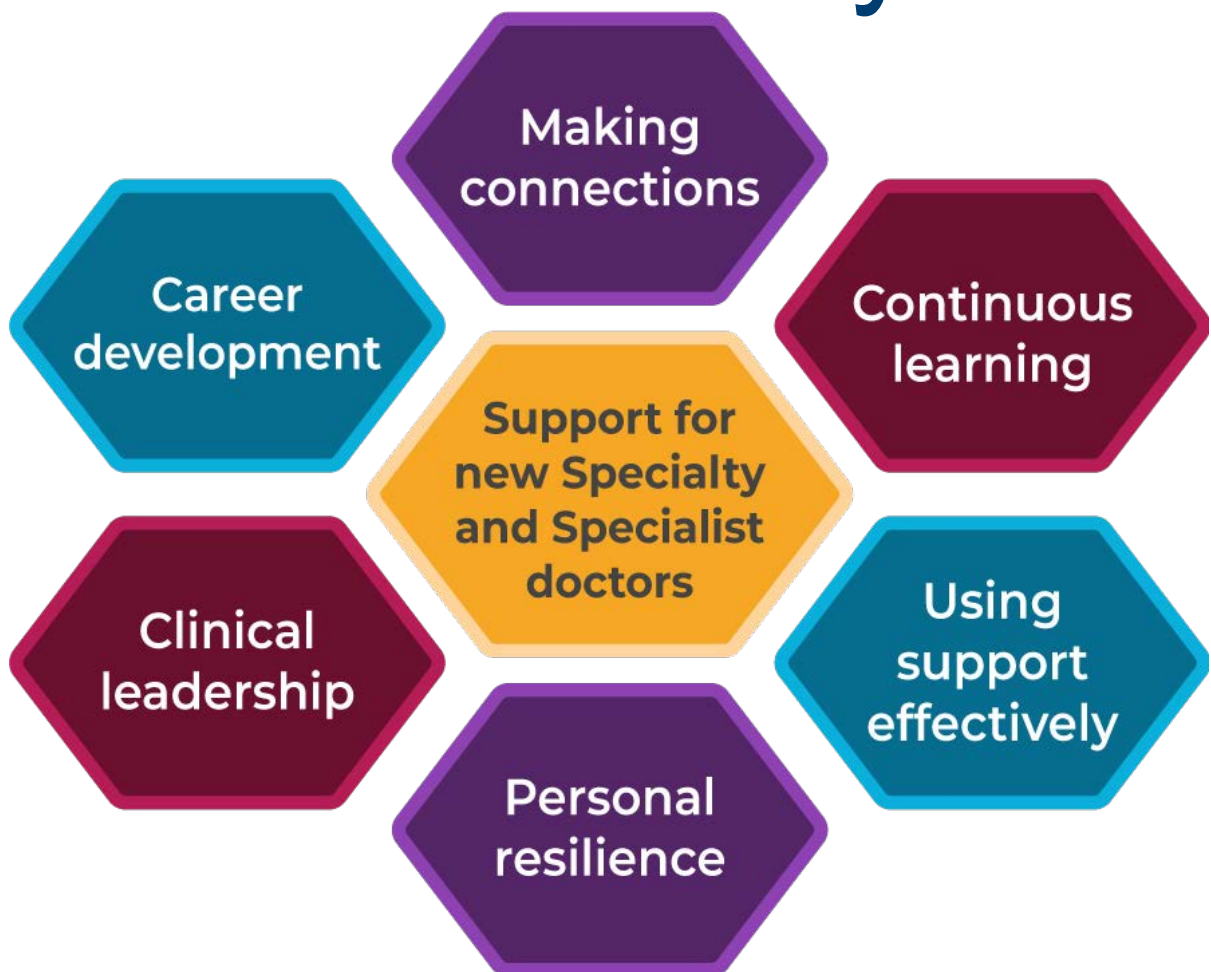 Making
connections
Career
development
Continuous
learning
Support for
new Specialty
and Specialist
doctors
Clinical
leadership
Using
support
effectively
Personal
resilience